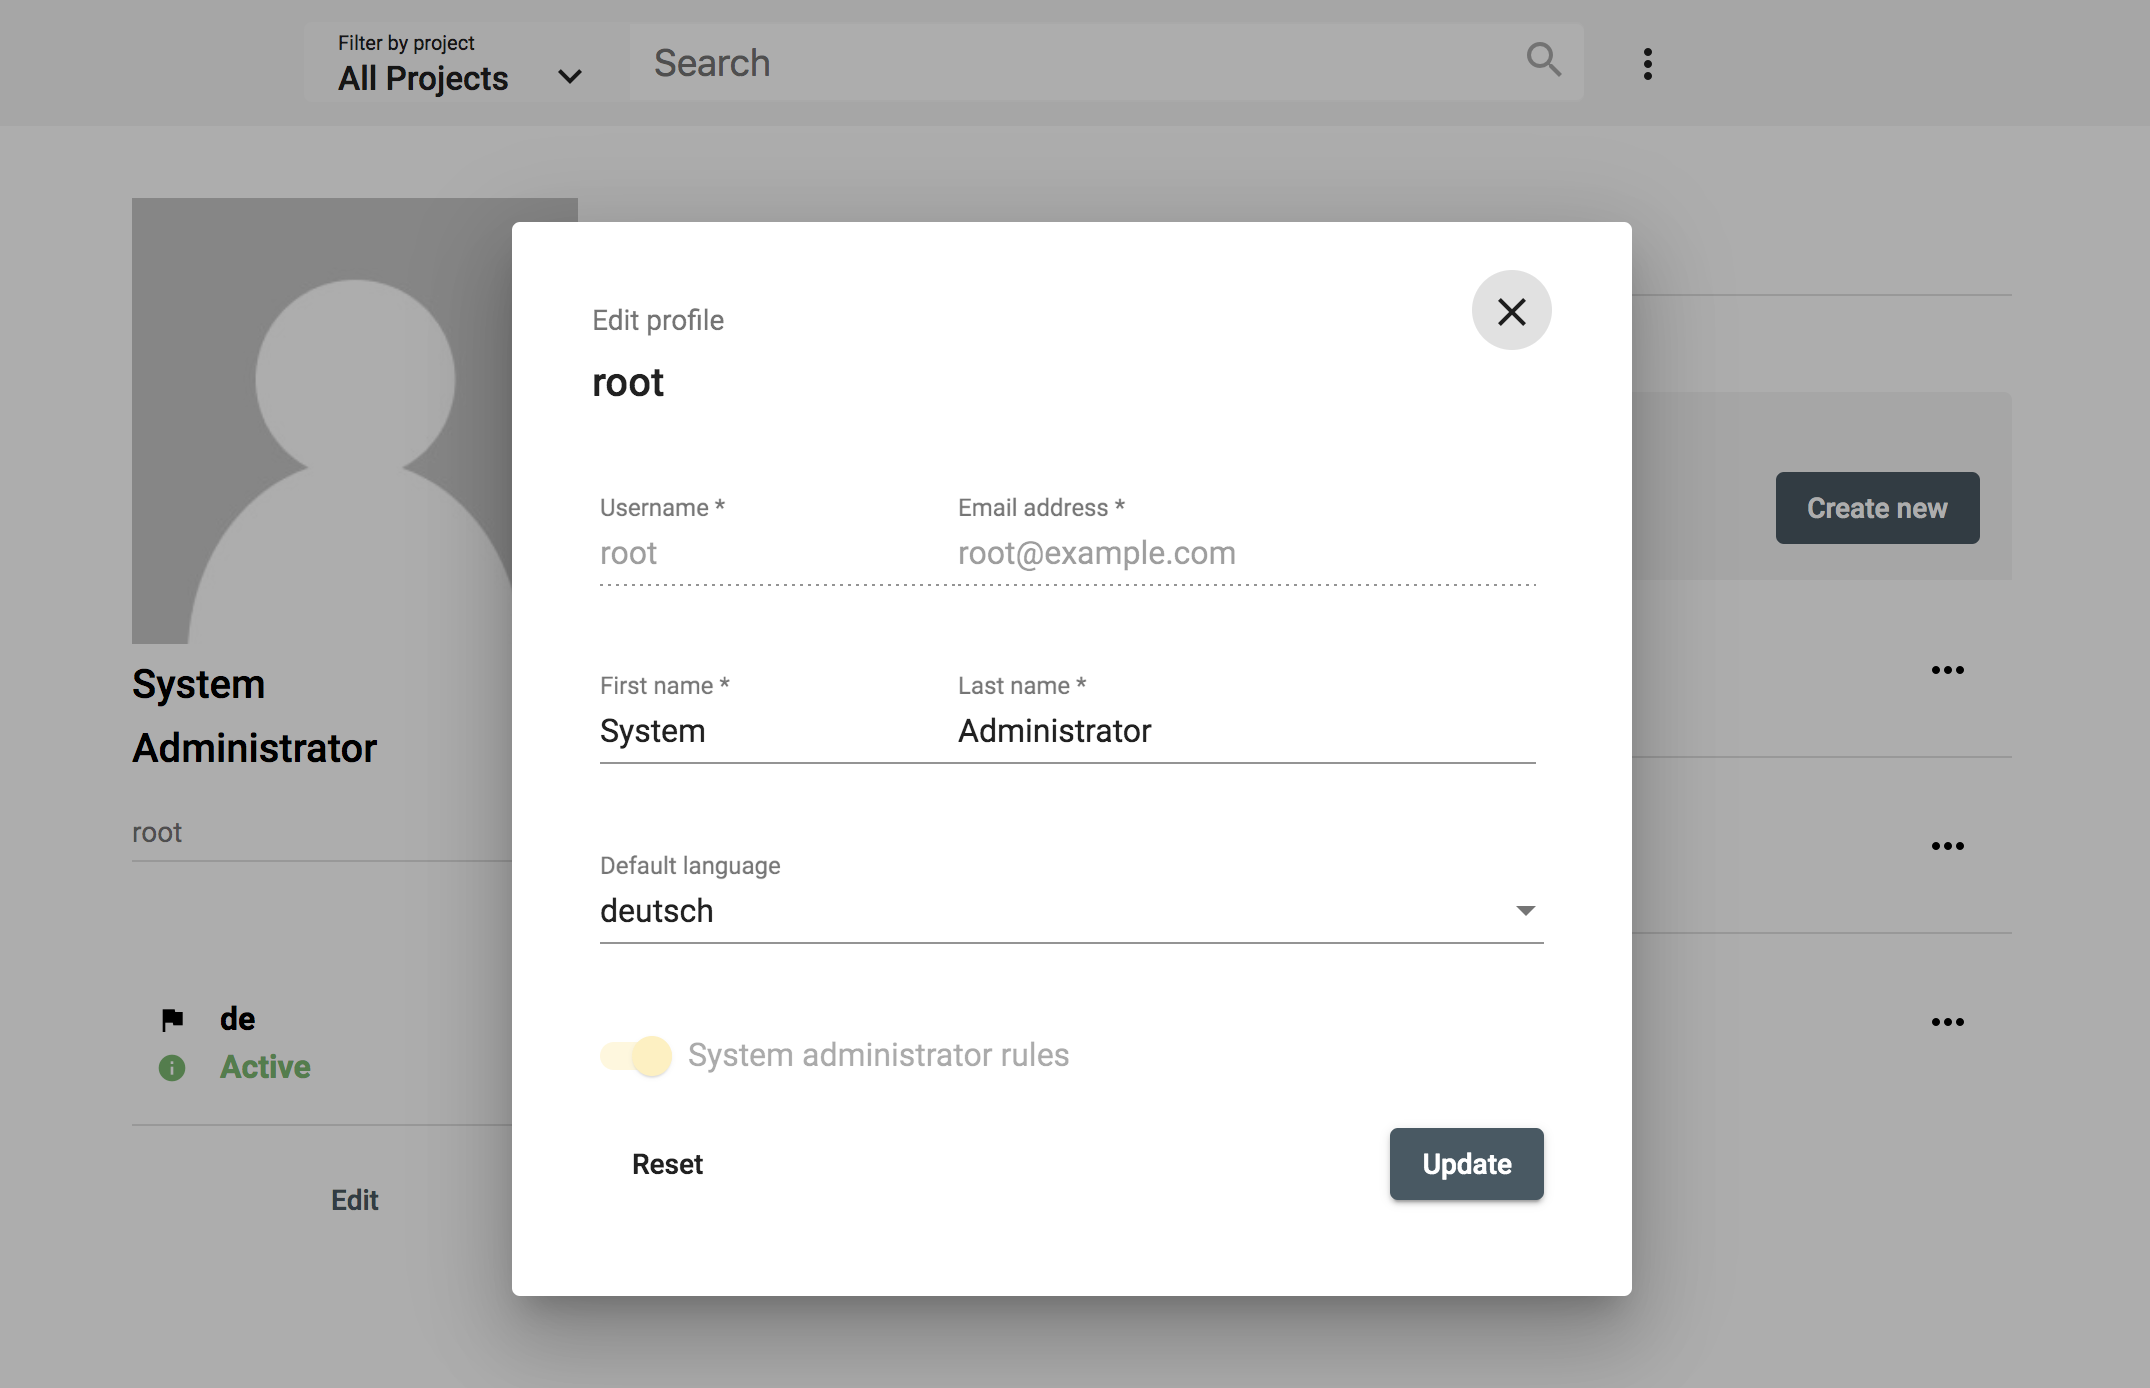 Filter by project
All Projects
Search
Edit profile
root
Username *
Email address *
root
root@example.com
First name *
Last name *
System
Administrator
Default language
deutsch
System administrator rules
Reset
Update
Create new
System
Administrator
root
de
Active
Edit